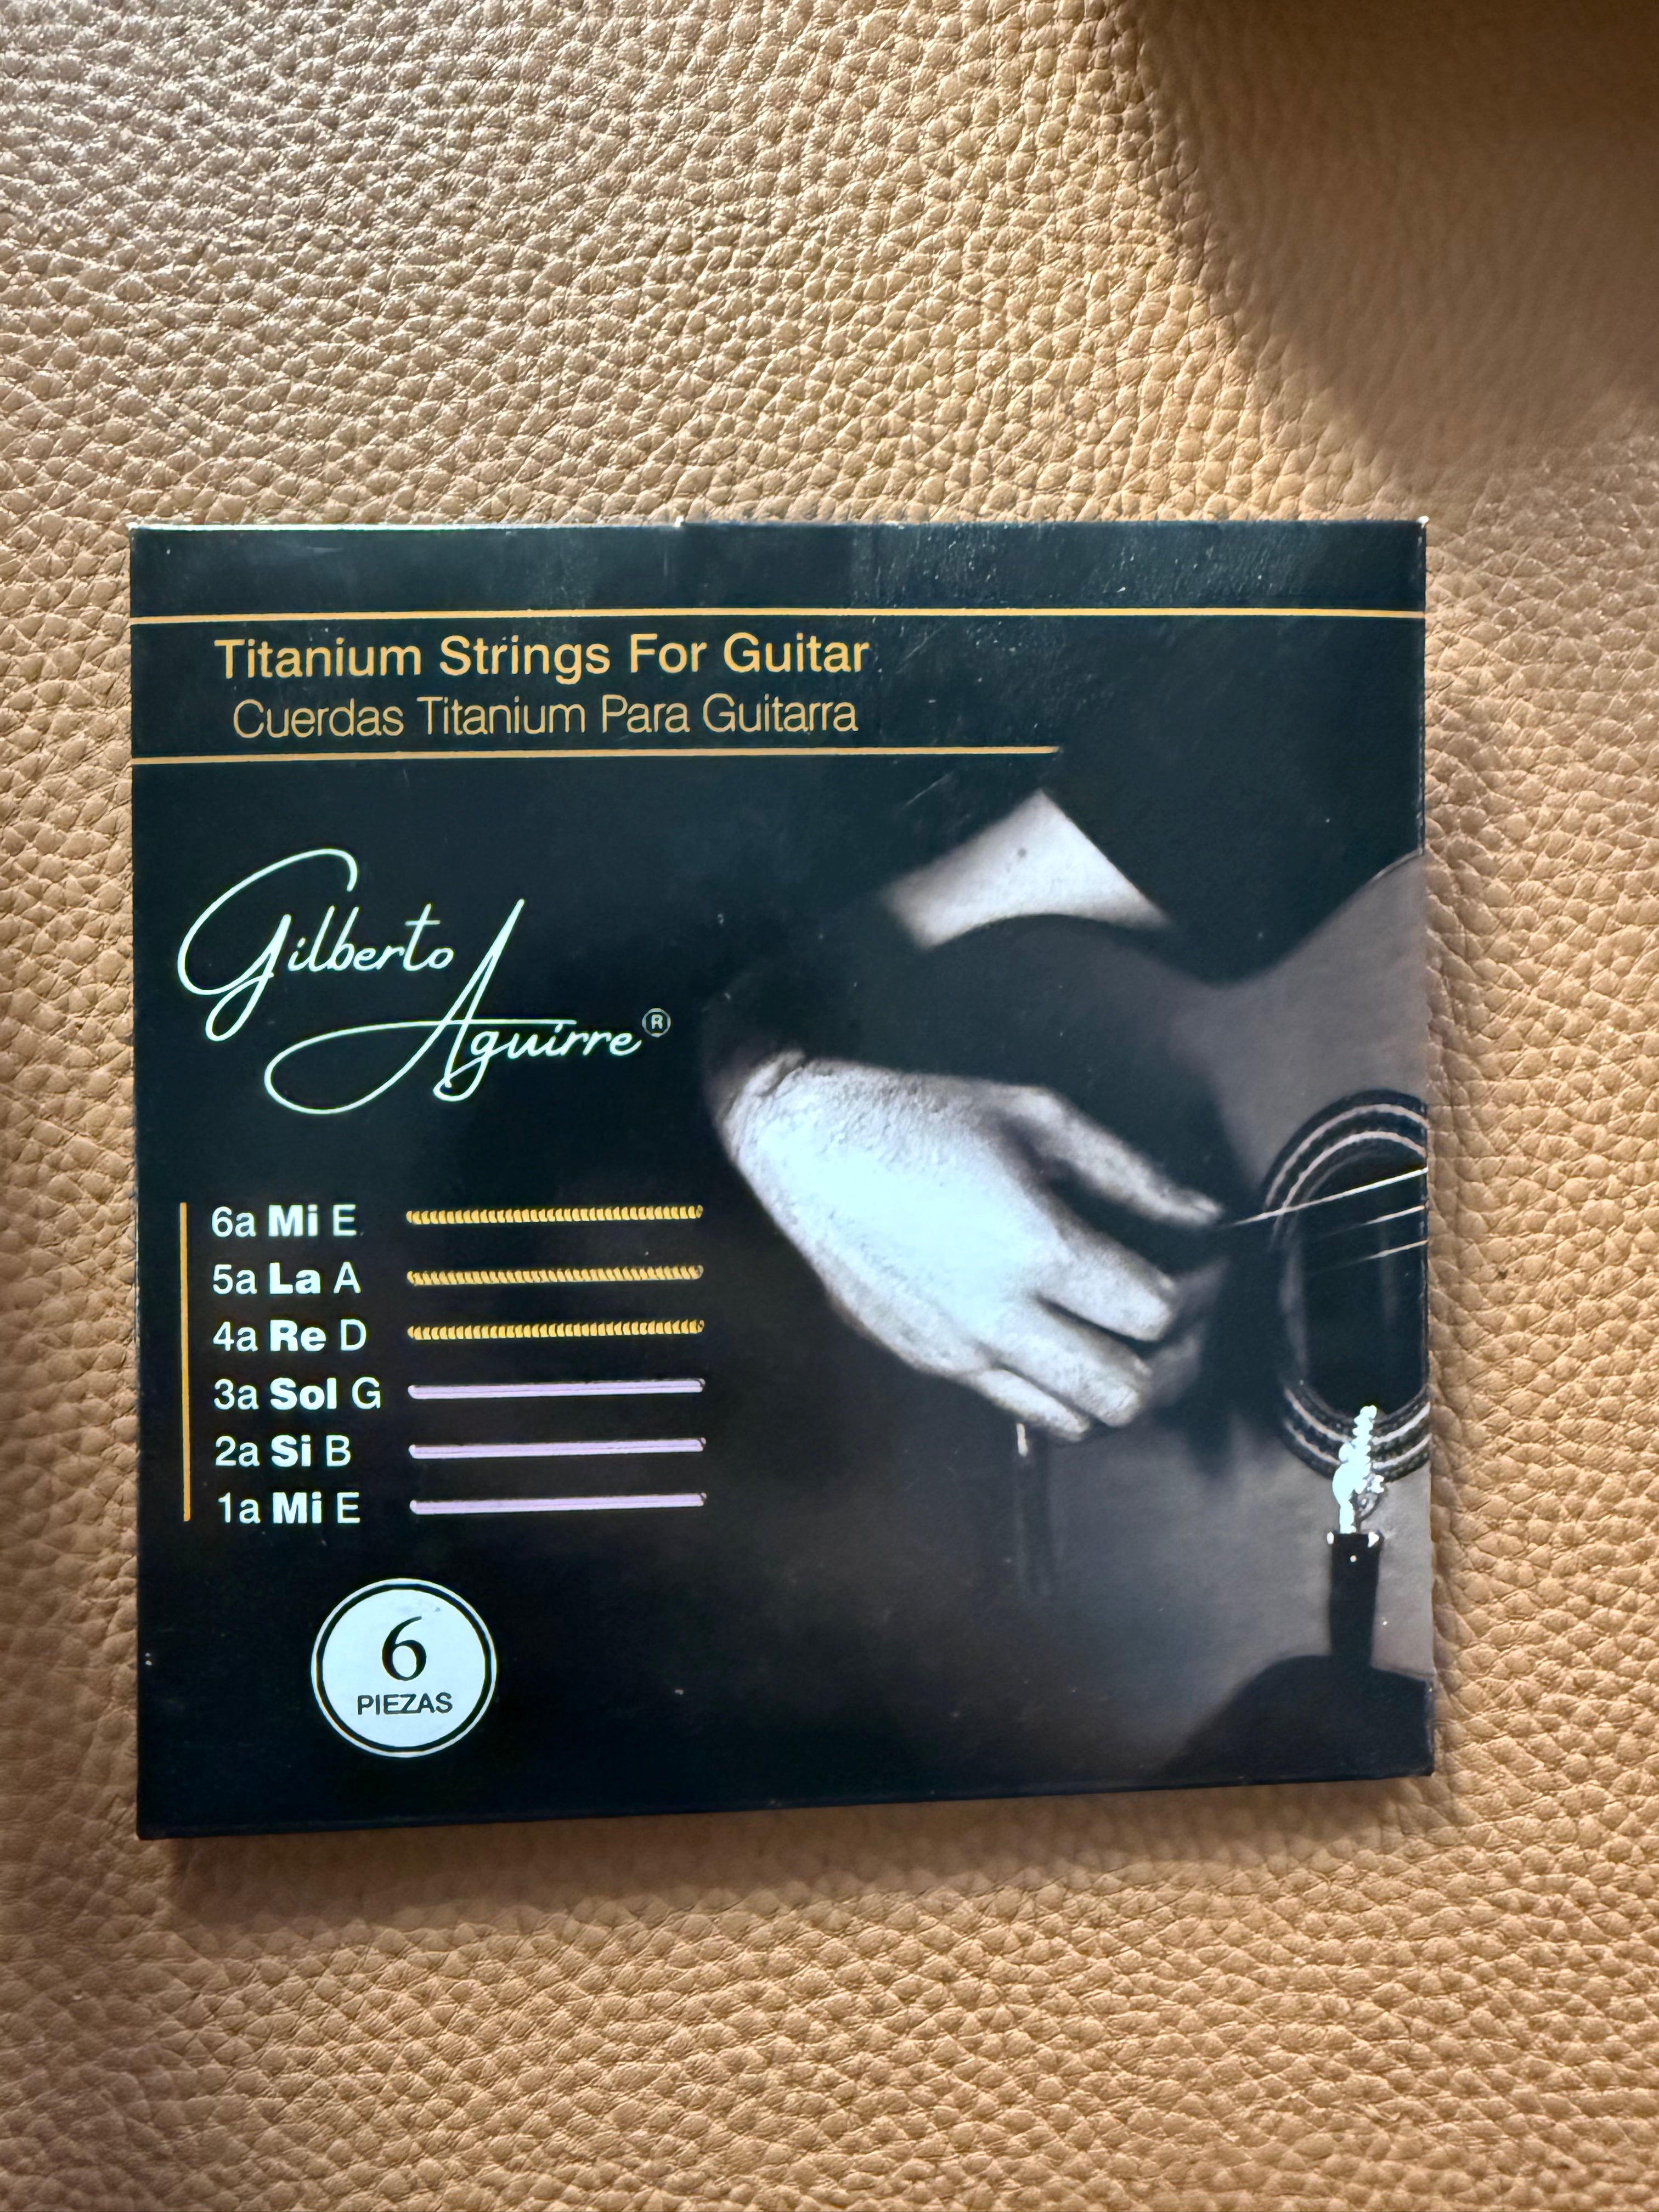 Titanium Strings For Guitar
Cuerdas Titanium Para Guitarra
Gilberto
Aguirre®
6a Mi E
5a La A
4a Re D
3a Sol G
2a Si B
1a Mi E
6
PIEZAS